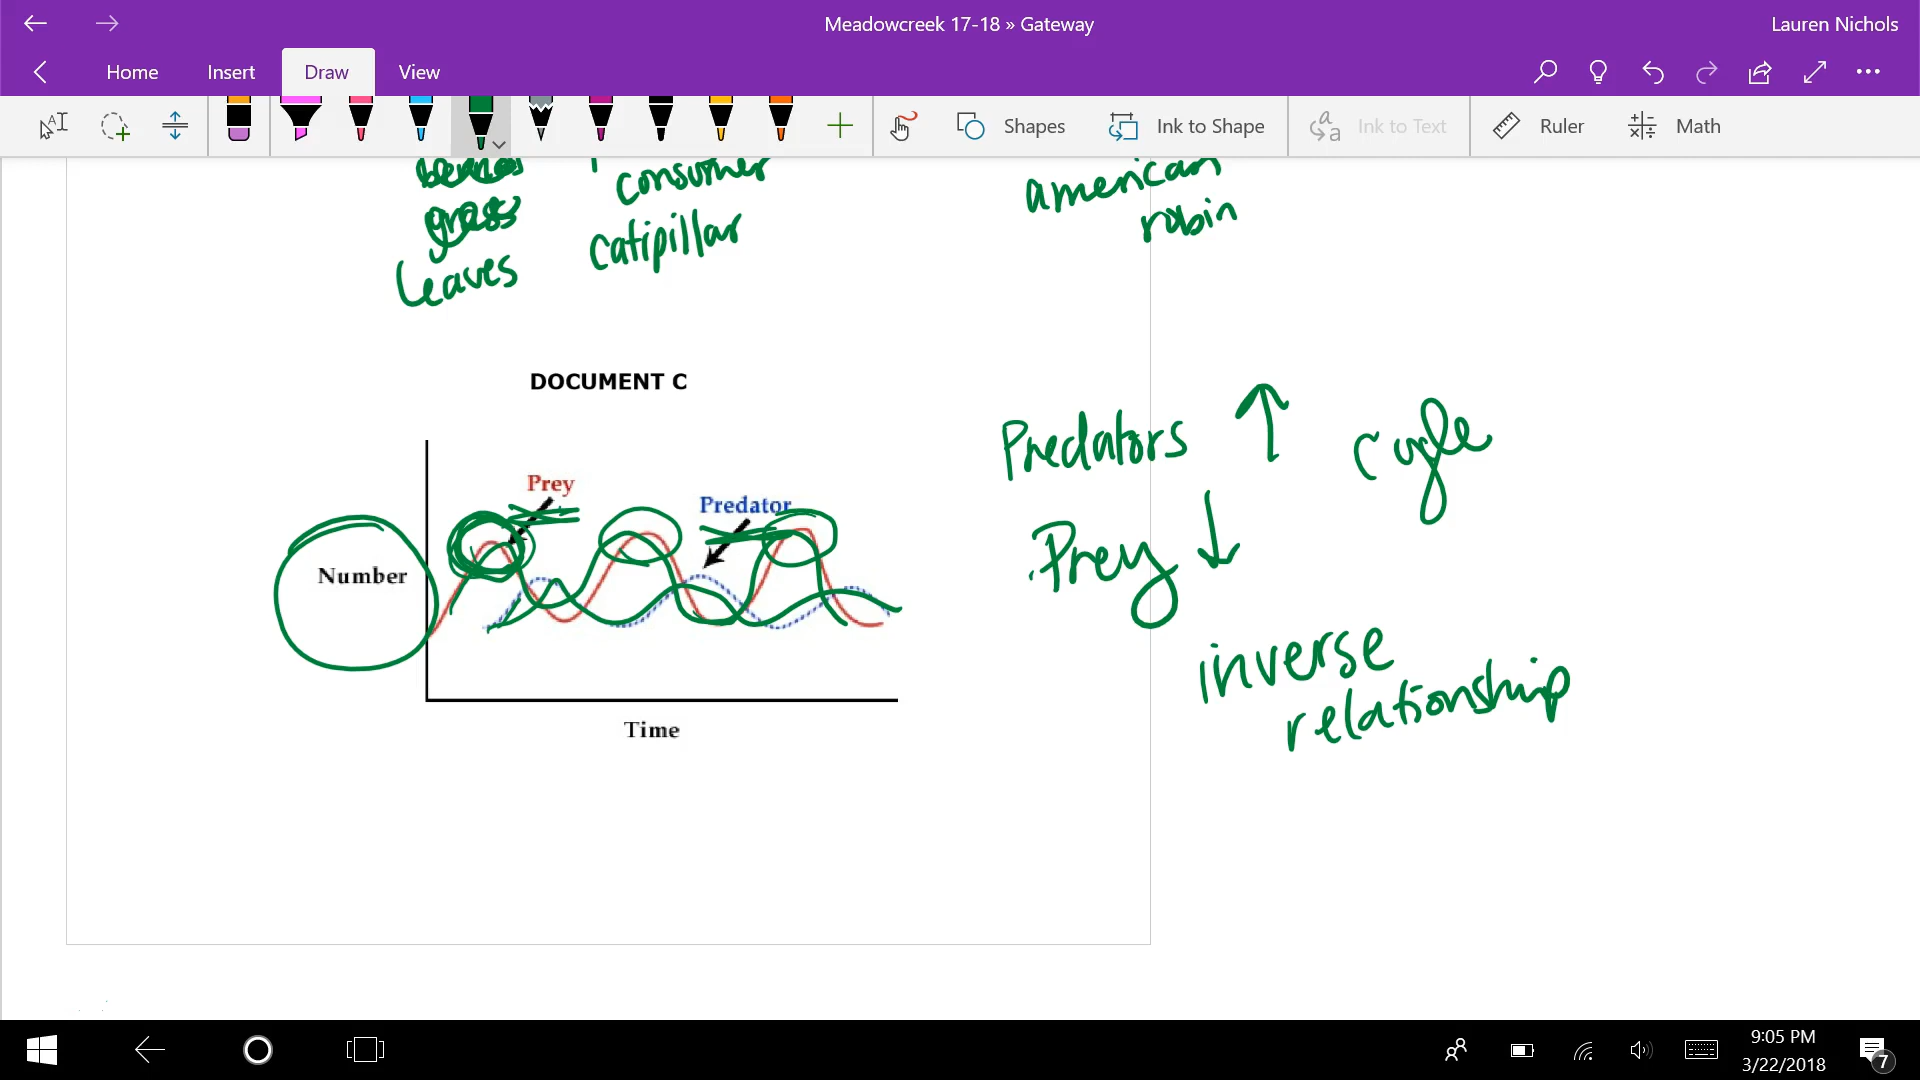 Meadowcreek 17-18 » Gateway
Lauren Nichols
Home
Insert
Draw
View
Shapes
Ink to Shape
Ink to Text
Ruler
Math
grass
leaves
consumer
catipillar
american
robin
DOCUMENT C
Prey
Predator
Number
Time
Predators ↑
cycle
Prey ↓
inverse
relationship
9:05 PM
3/22/2018
7